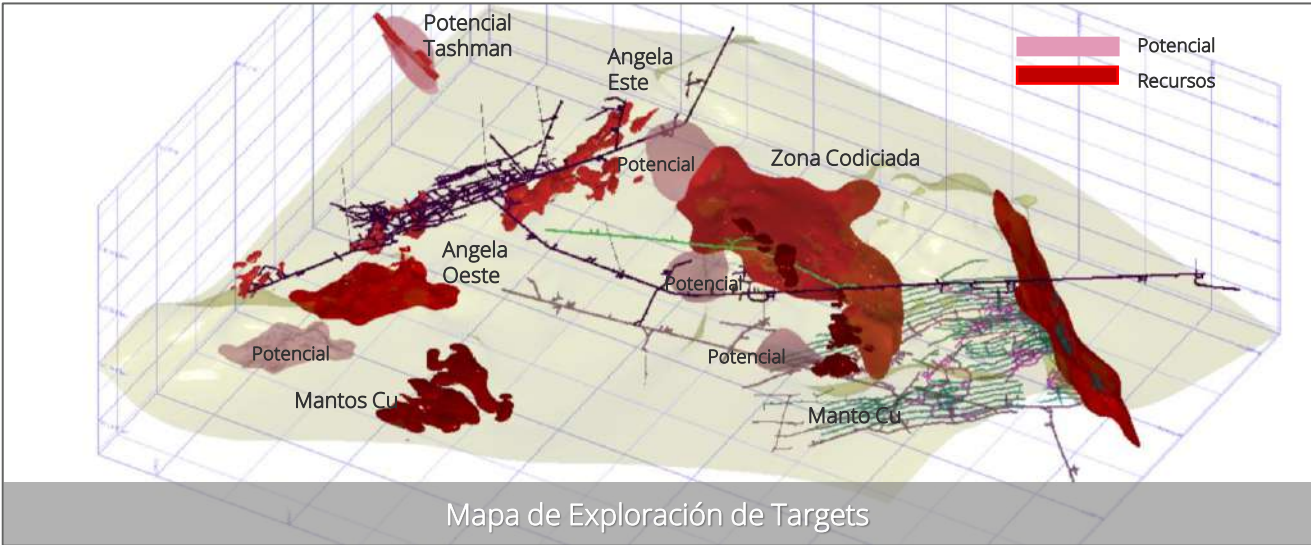 Potencial
Tashman
Angela
Este
Potencial
Recursos
Potencial
Zona Codiciada
Angela
Oeste
Potencial
Potencial
Potencial
Mantos Cu
Manto Cu
Mapa de Exploración de Targets